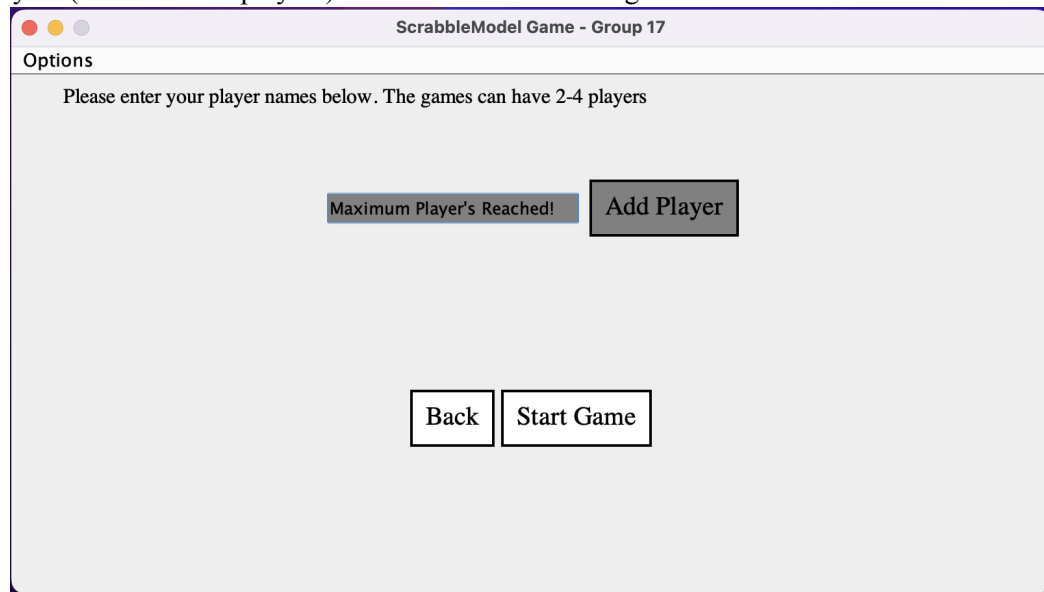 ScrabbleModel Game - Group 17
Options
Please enter your player names below. The games can have 2-4 players
Maximum Player's Reached!
Add Player
Back
Start Game